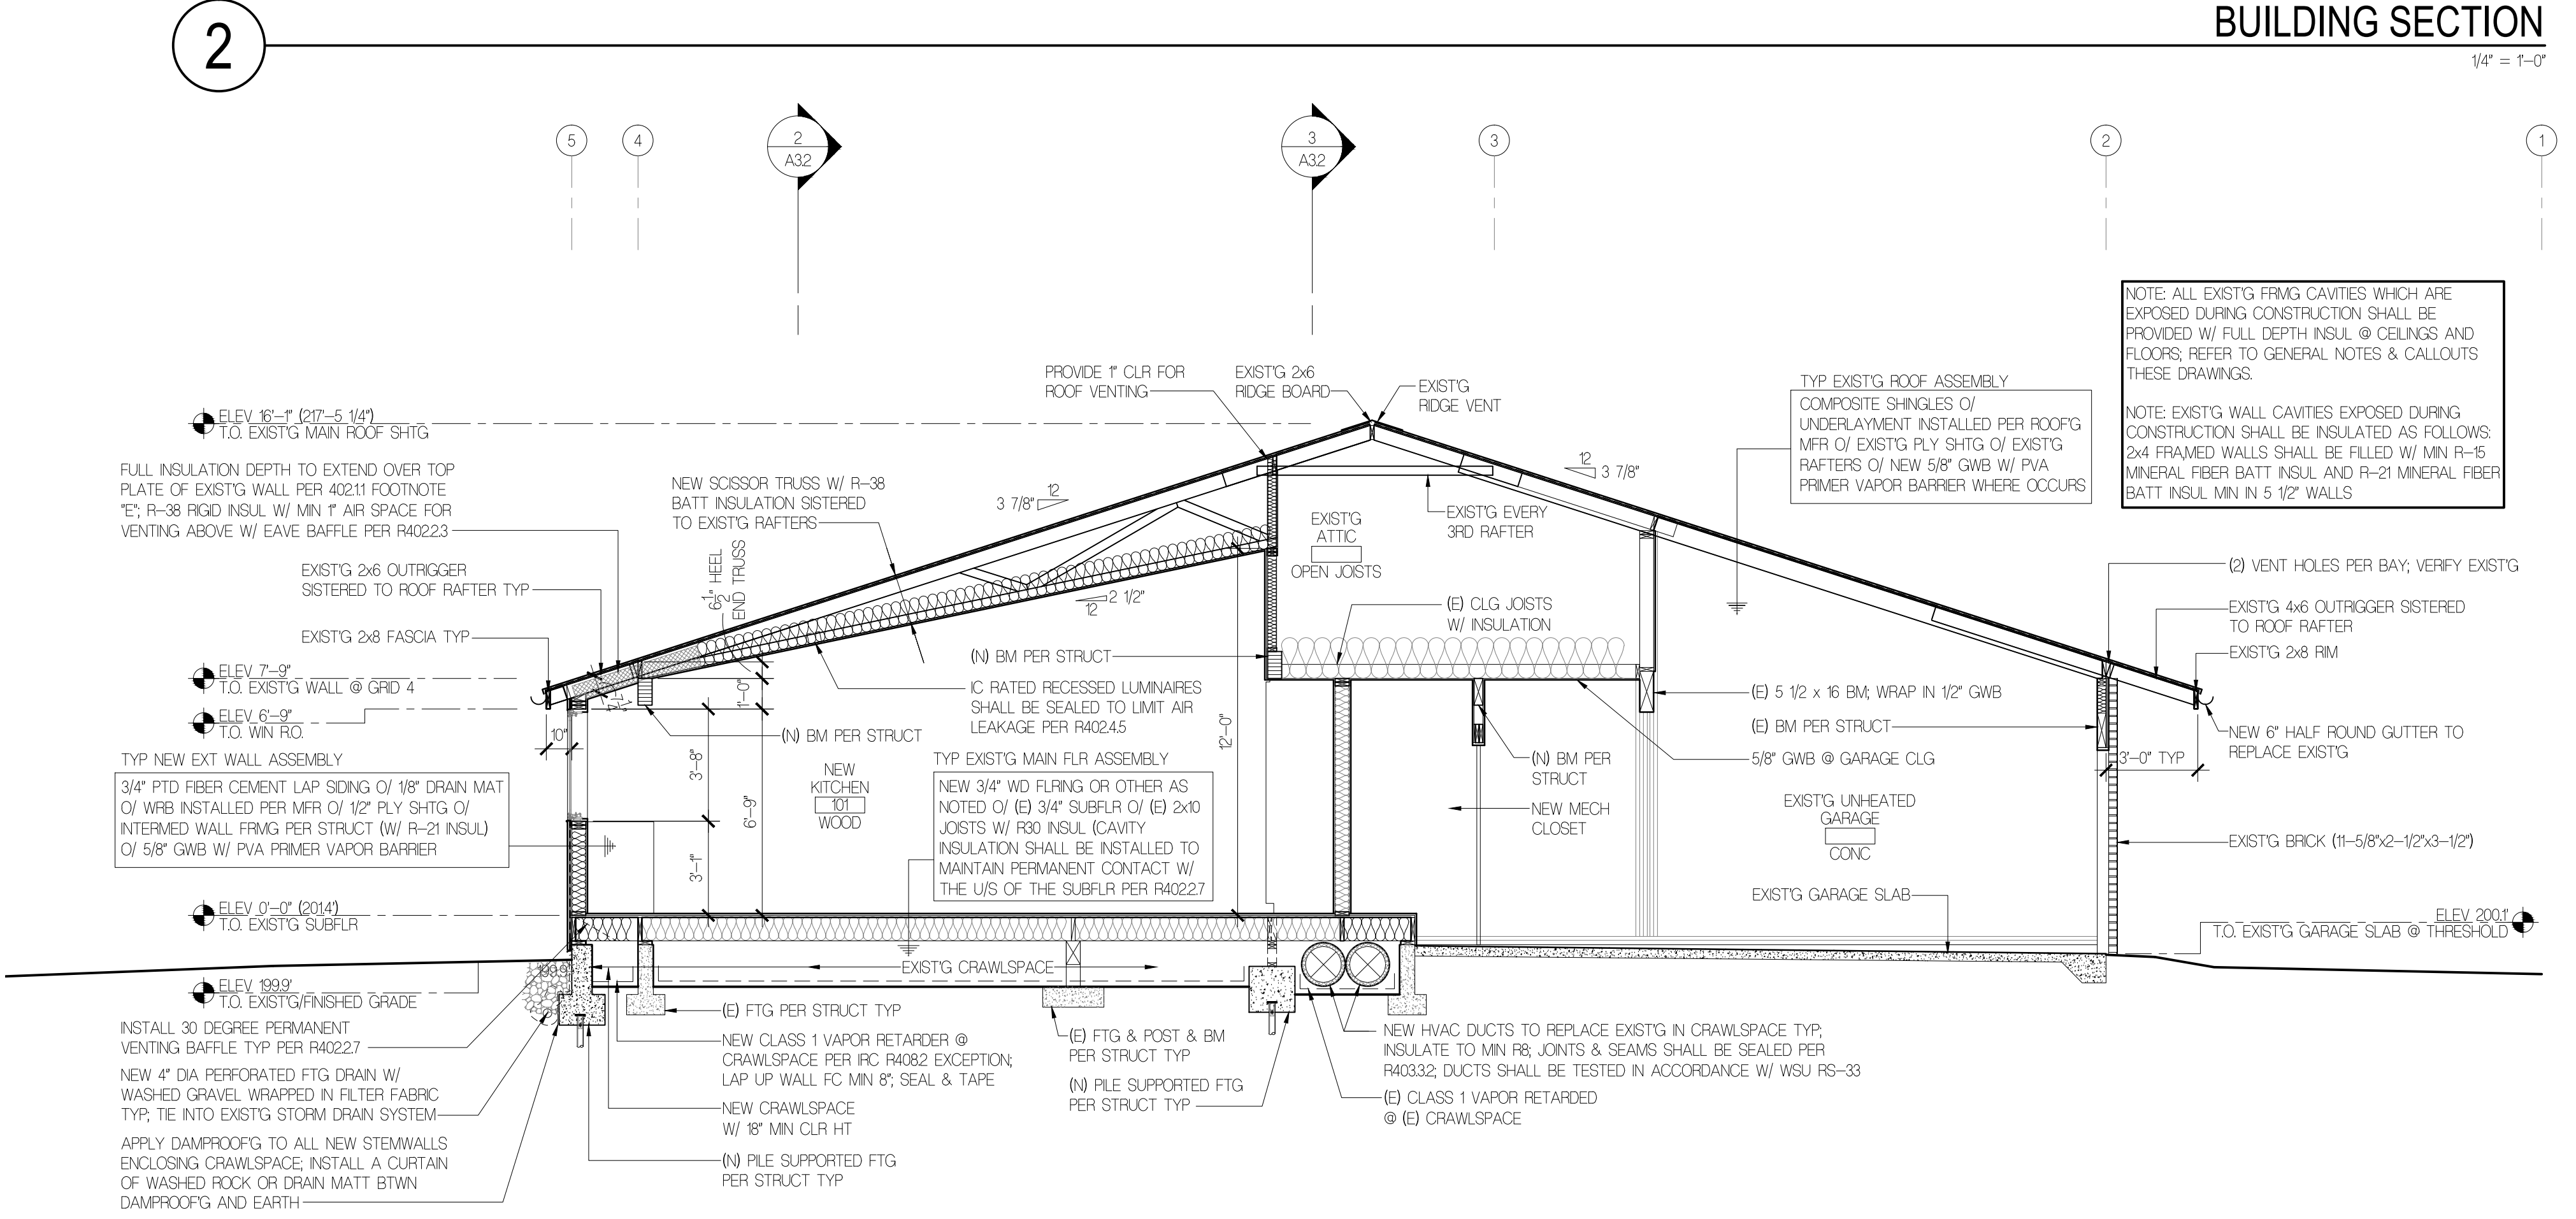 2
BUILDING SECTION
1/4" = 1'-0"
5
4
2
A3.2
3
A3.2
3
2
1
NOTE: ALL EXIST'G FRMG CAVITIES WHICH ARE
EXPOSED DURING CONSTRUCTION SHALL BE
PROVIDED W/ FULL DEPTH INSUL @ CEILINGS AND
FLOORS; REFER TO GENERAL NOTES & CALLOUTS
THESE DRAWINGS.
NOTE: EXIST'G WALL CAVITIES EXPOSED DURING
CONSTRUCTION SHALL BE INSULATED AS FOLLOWS:
2x4 FRAMED WALLS SHALL BE FILLED W/ MIN R-15
MINERAL FIBER BATT INSUL AND R-21 MINERAL FIBER
BATT INSUL MIN IN 5 1/2" WALLS
PROVIDE 1" CLR FOR
ROOF VENTING
EXIST'G 2x6
RIDGE BOARD
EXIST'G
RIDGE VENT
TYP EXIST'G ROOF ASSEMBLY
COMPOSITE SHINGLES O/
UNDERLAYMENT INSTALLED PER ROOF'G
MFR O/ EXIST'G PLY SHTG O/ EXIST'G
RAFTERS O/ NEW 5/8" GWB W/ PVA
PRIMER VAPOR BARRIER WHERE OCCURS
ELEV 16'-1" (217'-5 1/4")
T.O. EXIST'G MAIN ROOF SHTG
FULL INSULATION DEPTH TO EXTEND OVER TOP
PLATE OF EXIST'G WALL PER 402.1.1 FOOTNOTE
"E"; R-38 RIGID INSUL W/ MIN 1" AIR SPACE FOR
VENTING ABOVE W/ EAVE BAFFLE PER R402.2.3
NEW SCISSOR TRUSS W/ R-38
BATT INSULATION SISTERED
TO EXIST'G RAFTERS
12
3 7/8"
12
3 7/8"
EXIST'G EVERY
3RD RAFTER
EXIST'G
ATTIC
OPEN JOISTS
6 1/2" HEEL
END TRUSS
12
2 1/2"
EXIST'G 2x6 OUTRIGGER
SISTERED TO ROOF RAFTER TYP
EXIST'G 2x8 FASCIA TYP
(E) CLG JOISTS
W/ INSULATION
(2) VENT HOLES PER BAY; VERIFY EXIST'G
EXIST'G 4x6 OUTRIGGER SISTERED
TO ROOF RAFTER
EXIST'G 2x8 RIM
ELEV 7'-9"
T.O. EXIST'G WALL @ GRID 4
ELEV 6'-9"
T.O. WIN R.O.
10"
1'-0"
(N) BM PER STRUCT
(N) BM PER STRUCT
IC RATED RECESSED LUMINAIRES
SHALL BE SEALED TO LIMIT AIR
LEAKAGE PER R402.4.5
12'-0"
(E) 5 1/2 x 16 BM; WRAP IN 1/2" GWB
(E) BM PER STRUCT
5/8" GWB @ GARAGE CLG
NEW 6" HALF ROUND GUTTER TO
REPLACE EXIST'G
3'-0" TYP
TYP NEW EXT WALL ASSEMBLY
3/4" PTD FIBER CEMENT LAP SIDING O/ 1/8" DRAIN MAT
O/ WRB INSTALLED PER MFR O/ 1/2" PLY SHTG O/
INTERMED WALL FRMG PER STRUCT (W/ R-21 INSUL)
O/ 5/8" GWB W/ PVA PRIMER VAPOR BARRIER
3'-8"
6'-9"
3'-1"
NEW
KITCHEN
101
WOOD
TYP EXIST'G MAIN FLR ASSEMBLY
NEW 3/4" WD FLRING OR OTHER AS
NOTED O/ (E) 3/4" SUBFLR O/ (E) 2x10
JOISTS W/ R30 INSUL (CAVITY
INSULATION SHALL BE INSTALLED TO
MAINTAIN PERMANENT CONTACT W/
THE U/S OF THE SUBFLR PER R402.2.7
(N) BM PER
STRUCT
NEW MECH
CLOSET
EXIST'G UNHEATED
GARAGE
CONC
EXIST'G BRICK (11-5/8"x2-1/2"x3-1/2")
EXIST'G GARAGE SLAB
ELEV 0'-0" (201.4')
T.O. EXIST'G SUBFLR
ELEV 200.1'
T.O. EXIST'G GARAGE SLAB @ THRESHOLD
199.9'
EXIST'G CRAWLSPACE
ELEV 199.9'
T.O. EXIST'G/FINISHED GRADE
INSTALL 30 DEGREE PERMANENT
VENTING BAFFLE TYP PER R402.2.7
NEW 4" DIA PERFORATED FTG DRAIN W/
WASHED GRAVEL WRAPPED IN FILTER FABRIC
TYP; TIE INTO EXIST'G STORM DRAIN SYSTEM
APPLY DAMPROOF'G TO ALL NEW STEMWALLS
ENCLOSING CRAWLSPACE; INSTALL A CURTAIN
OF WASHED ROCK OR DRAIN MATT BTWN
DAMPROOF'G AND EARTH
(E) FTG PER STRUCT TYP
NEW CLASS 1 VAPOR RETARDER @
CRAWLSPACE PER IRC R408.2 EXCEPTION;
LAP UP WALL FC MIN 8"; SEAL & TAPE
NEW CRAWLSPACE
W/ 18" MIN CLR HT
(N) PILE SUPPORTED FTG
PER STRUCT TYP
(E) FTG & POST & BM
PER STRUCT TYP
(N) PILE SUPPORTED FTG
PER STRUCT TYP
NEW HVAC DUCTS TO REPLACE EXIST'G IN CRAWLSPACE TYP;
INSULATE TO MIN R8; JOINTS & SEAMS SHALL BE SEALED PER
R403.3.2; DUCTS SHALL BE TESTED IN ACCORDANCE W/ WSU RS-33
(E) CLASS 1 VAPOR RETARDED
@ (E) CRAWLSPACE